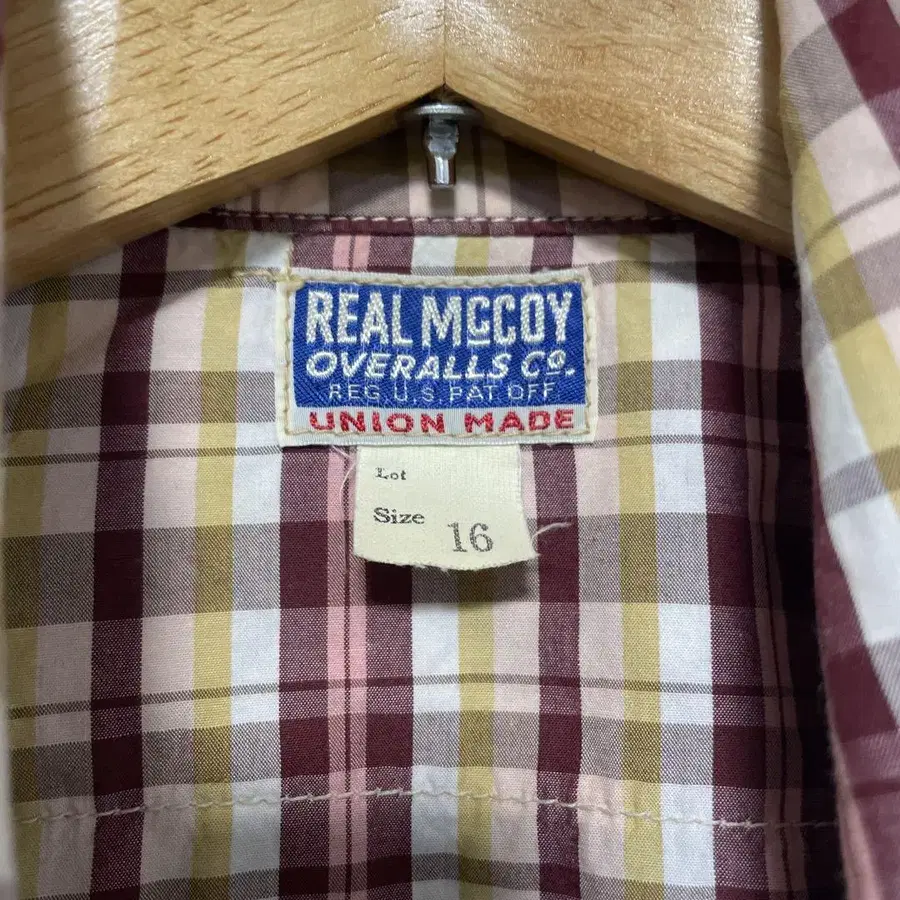 REAL McCOY
OVERALLS Co.
REG. U.S. PAT OFF
UNION MADE
Lot
Size 16